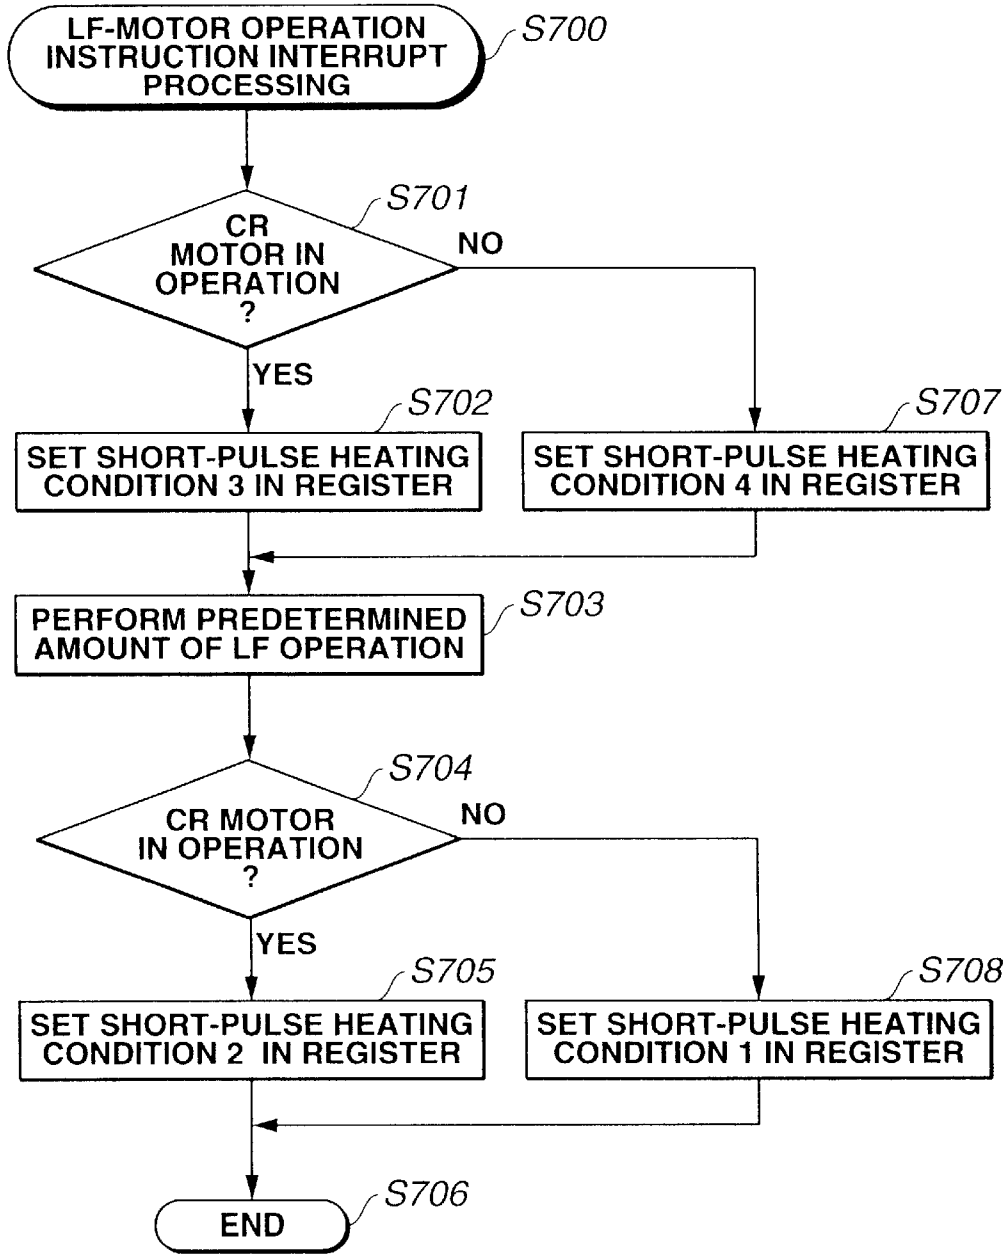 LF-MOTOR OPERATION
INSTRUCTION INTERRUPT
PROCESSING
S700
S701
CR
MOTOR IN
OPERATION
?
NO
YES
S702
SET SHORT-PULSE HEATING
CONDITION 3 IN REGISTER
S707
SET SHORT-PULSE HEATING
CONDITION 4 IN REGISTER
S703
PERFORM PREDETERMINED
AMOUNT OF LF OPERATION
S704
CR MOTOR
IN OPERATION
?
NO
YES
S705
SET SHORT-PULSE HEATING
CONDITION 2 IN REGISTER
S708
SET SHORT-PULSE HEATING
CONDITION 1 IN REGISTER
S706
END